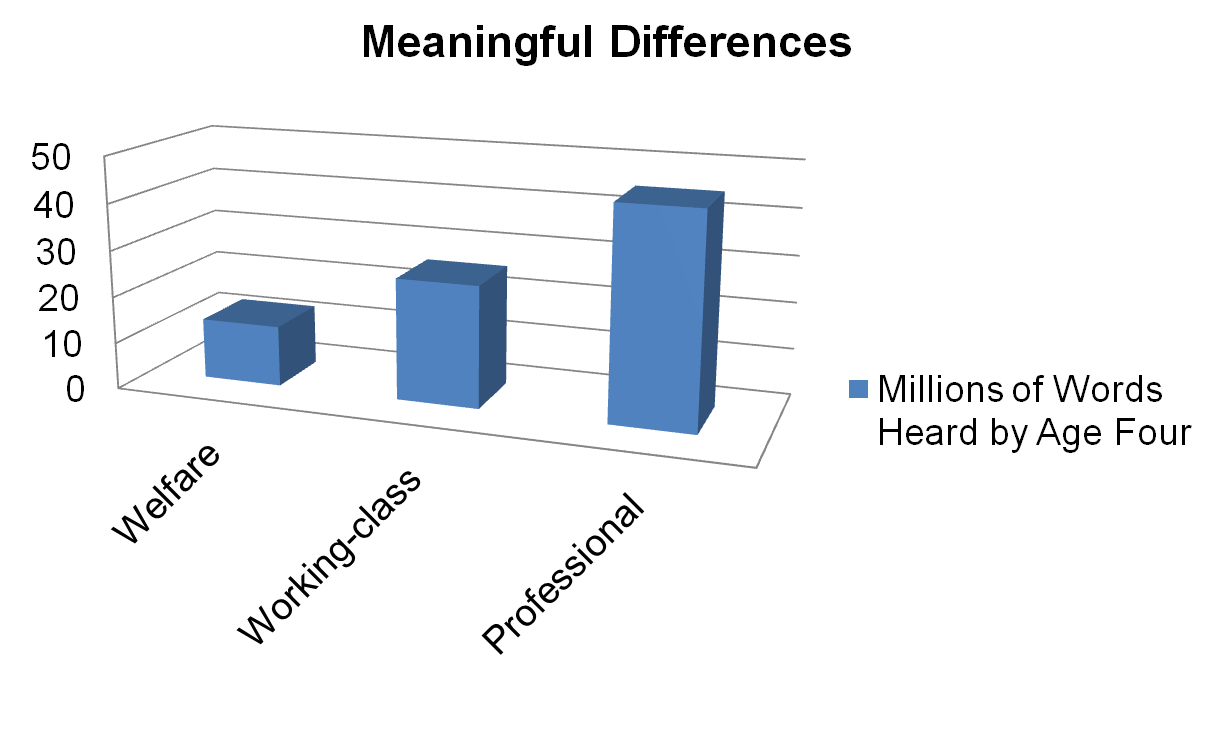 Meaningful Differences
50
40
30
20
10
0
Welfare
Working-class
Professional
Millions of Words
Heard by Age Four